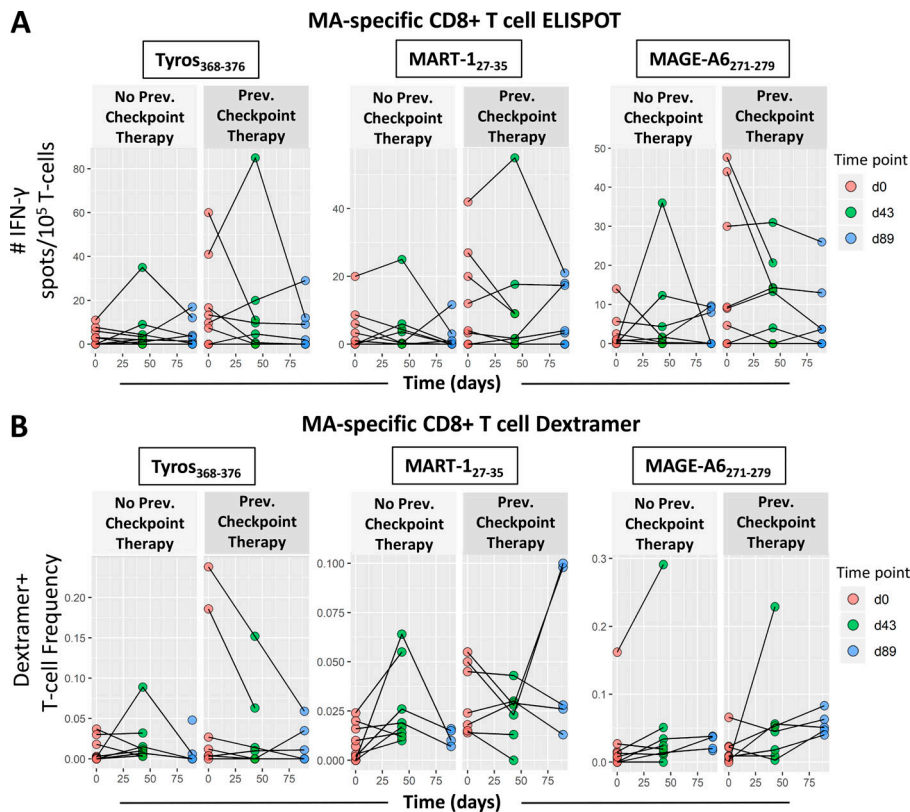 A
MA-specific CD8+ T cell ELISPOT
Tyros368-376
MART-127-35
MAGE-A6271-279
No Prev.
Checkpoint
Therapy
Prev.
Checkpoint
Therapy
No Prev.
Checkpoint
Therapy
Prev.
Checkpoint
Therapy
No Prev.
Checkpoint
Therapy
Prev.
Checkpoint
Therapy
# IFN-γ
spots/10⁵ T-cells
80
60
40
20
0
40
20
0
50
40
30
20
10
0
0 25 50 75 0 25 50 75
0 25 50 75 0 25 50 75
0 25 50 75 0 25 50 75
Time (days)
Time point
d0
d43
d89
B
MA-specific CD8+ T cell Dextramer
Tyros368-376
MART-127-35
MAGE-A6271-279
No Prev.
Checkpoint
Therapy
Prev.
Checkpoint
Therapy
No Prev.
Checkpoint
Therapy
Prev.
Checkpoint
Therapy
No Prev.
Checkpoint
Therapy
Prev.
Checkpoint
Therapy
Dextramer+
T-cell Frequency
0.20
0.15
0.10
0.05
0.00
0.100
0.075
0.050
0.025
0.000
0.3
0.2
0.1
0.0
0 25 50 75 0 25 50 75
0 25 50 75 0 25 50 75
0 25 50 75 0 25 50 75
Time (days)
Time point
d0
d43
d89